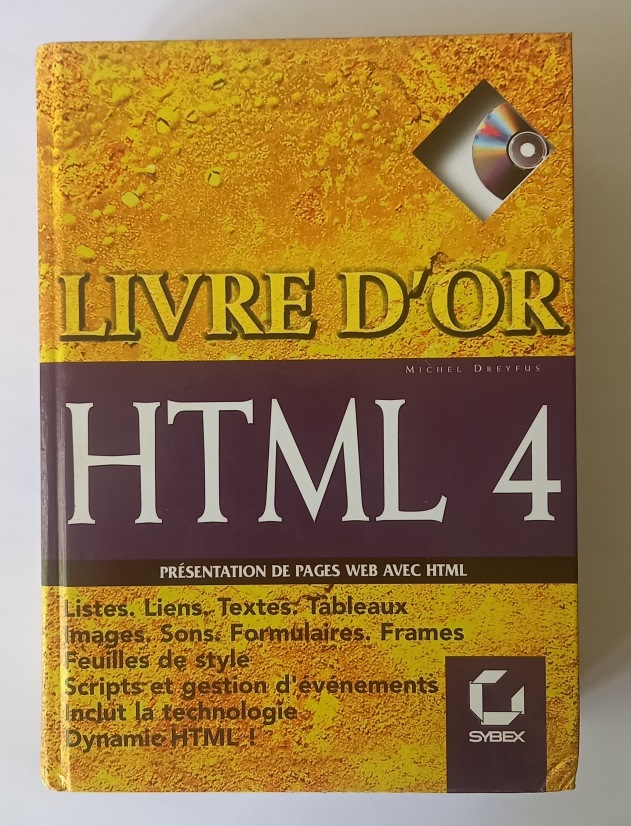 LIVRE D'OR
MICHEL DREYFUS
HTML 4
PRÉSENTATION DE PAGES WEB AVEC HTML
Listes. Liens. Textes. Tableaux
Images. Sons. Formulaires. Frames
Feuilles de style
Scripts et gestion d'événements
Inclut la technologie
Dynamic HTML !
SYBEX